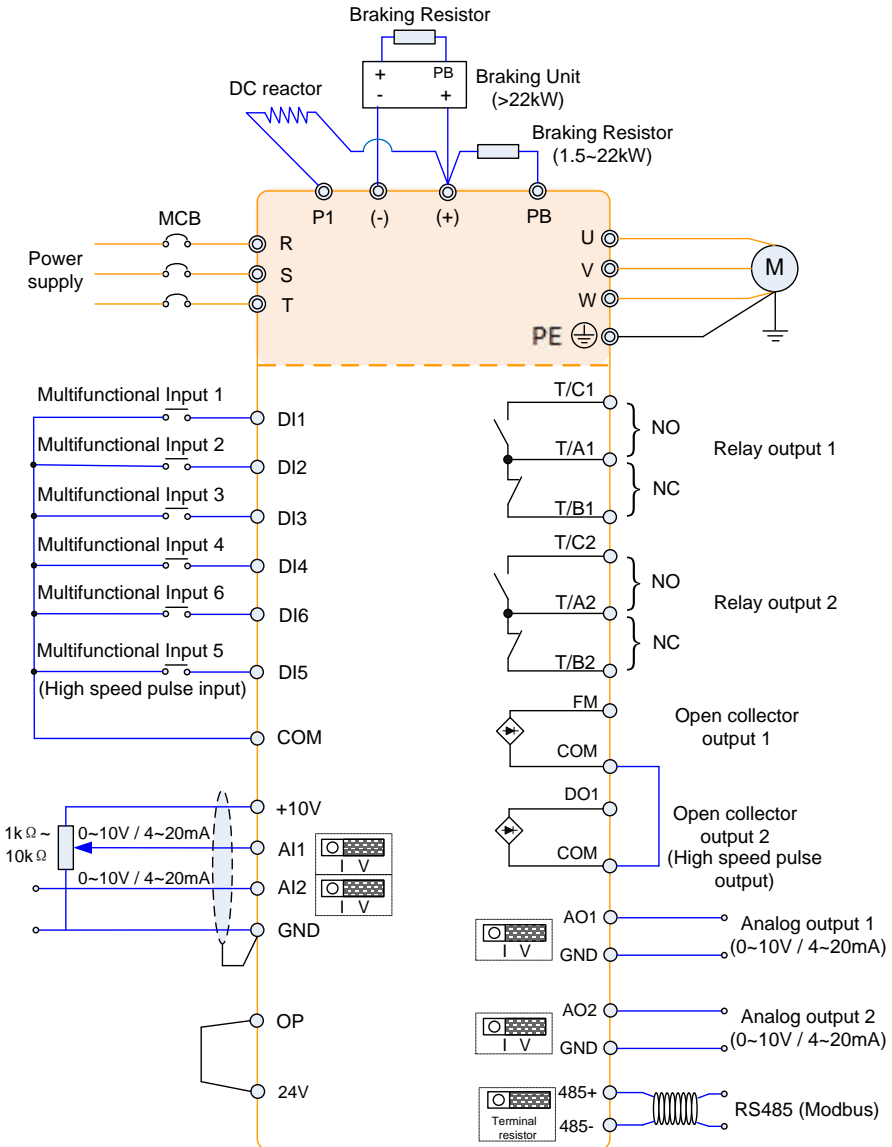 Braking Resistor
+ PB
- +
Braking Unit
(>22kW)
DC reactor
Braking Resistor
(1.5~22kW)
P1 (-) (+) PB
MCB
Power
supply
R
S
T
U
V
W
PE
M
Multifunctional Input 1
DI1
Multifunctional Input 2
DI2
Multifunctional Input 3
DI3
Multifunctional Input 4
DI4
Multifunctional Input 6
DI6
Multifunctional Input 5
(High speed pulse input)
DI5
COM
+10V
1kΩ~
10kΩ
0~10V / 4~20mA
AI1
I V
0~10V / 4~20mA
AI2
I V
GND
OP
24V
T/C1
NO
T/A1
Relay output 1
NC
T/B1
T/C2
NO
T/A2
Relay output 2
NC
T/B2
FM
Open collector
output 1
COM
DO1
Open collector
output 2
(High speed pulse
output)
COM
AO1
I V
GND
Analog output 1
(0~10V / 4~20mA)
AO2
I V
GND
Analog output 2
(0~10V / 4~20mA)
485+
Terminal
resistor
485-
RS485 (Modbus)